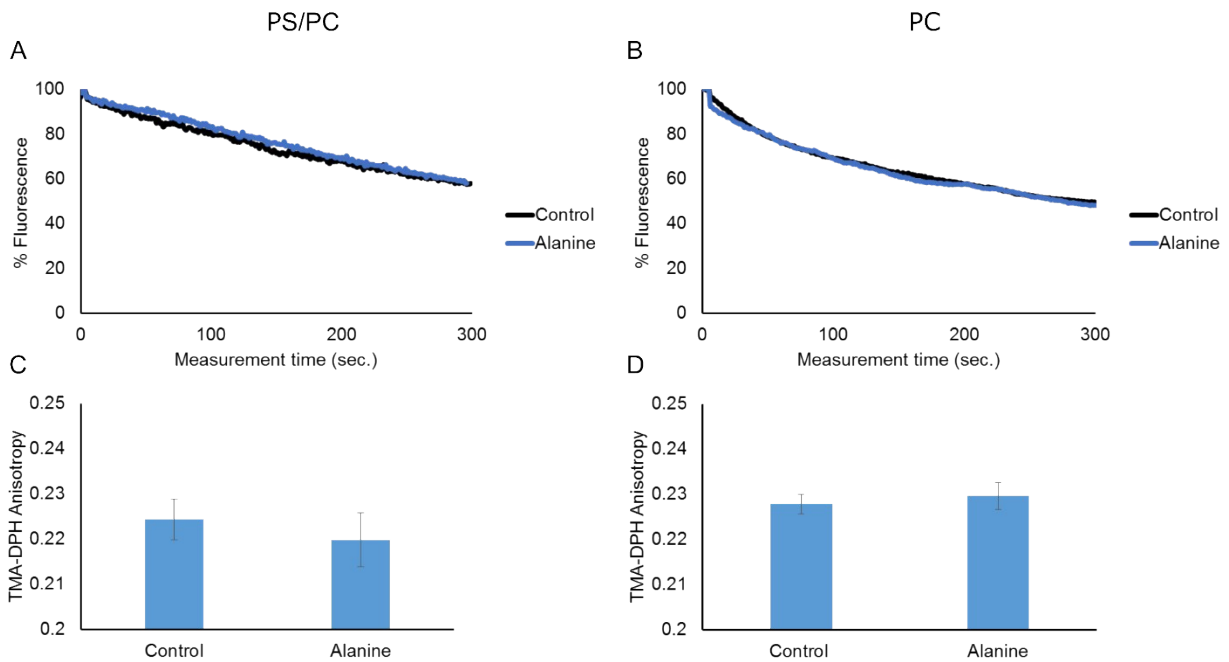 PS/PC
PC
A
B
100
80
60
40
20
0
% Fluorescence
0 100 200 300
Measurement time (sec.)
Control
Alanine
100
80
60
40
20
0
% Fluorescence
0 100 200 300
Measurement time (sec.)
Control
Alanine
C
D
0.25
0.24
0.23
0.22
0.21
0.2
TMA-DPH Anisotropy
Control Alanine
0.25
0.24
0.23
0.22
0.21
0.2
TMA-DPH Anisotropy
Control Alanine